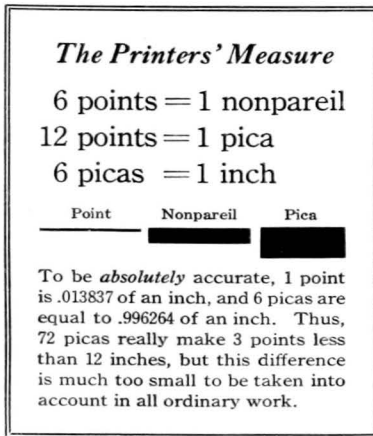 The Printers' Measure
6 points = 1 nonpareil
12 points = 1 pica
6 picas = 1 inch
Point Nonpareil Pica
To be absolutely accurate, 1 point
is .013837 of an inch, and 6 picas are
equal to .996264 of an inch. Thus,
72 picas really make 3 points less
than 12 inches, but this difference
is much too small to be taken into
account in all ordinary work.